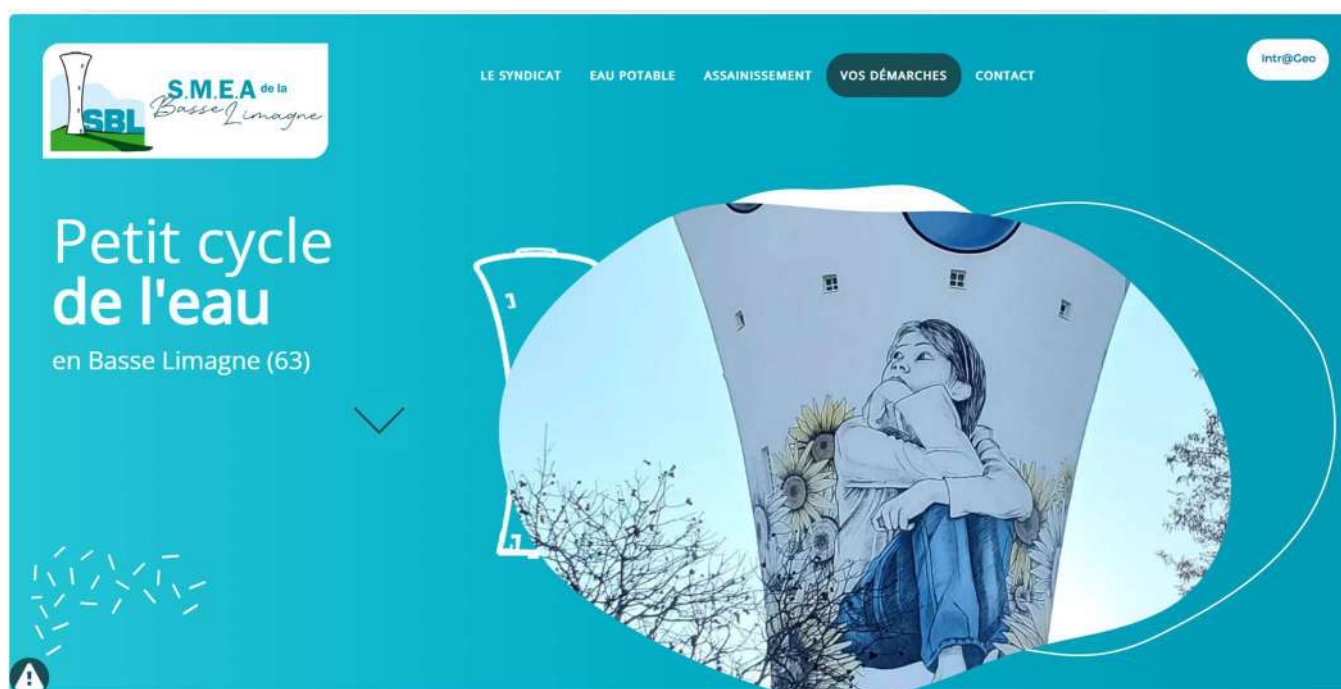 S.M.E.A de la
Basse Limagne
SBL
LE SYNDICAT EAU POTABLE ASSAINISSEMENT VOS DÉMARCHES CONTACT
Intr@Geo
Petit cycle
de l'eau
en Basse Limagne (63)